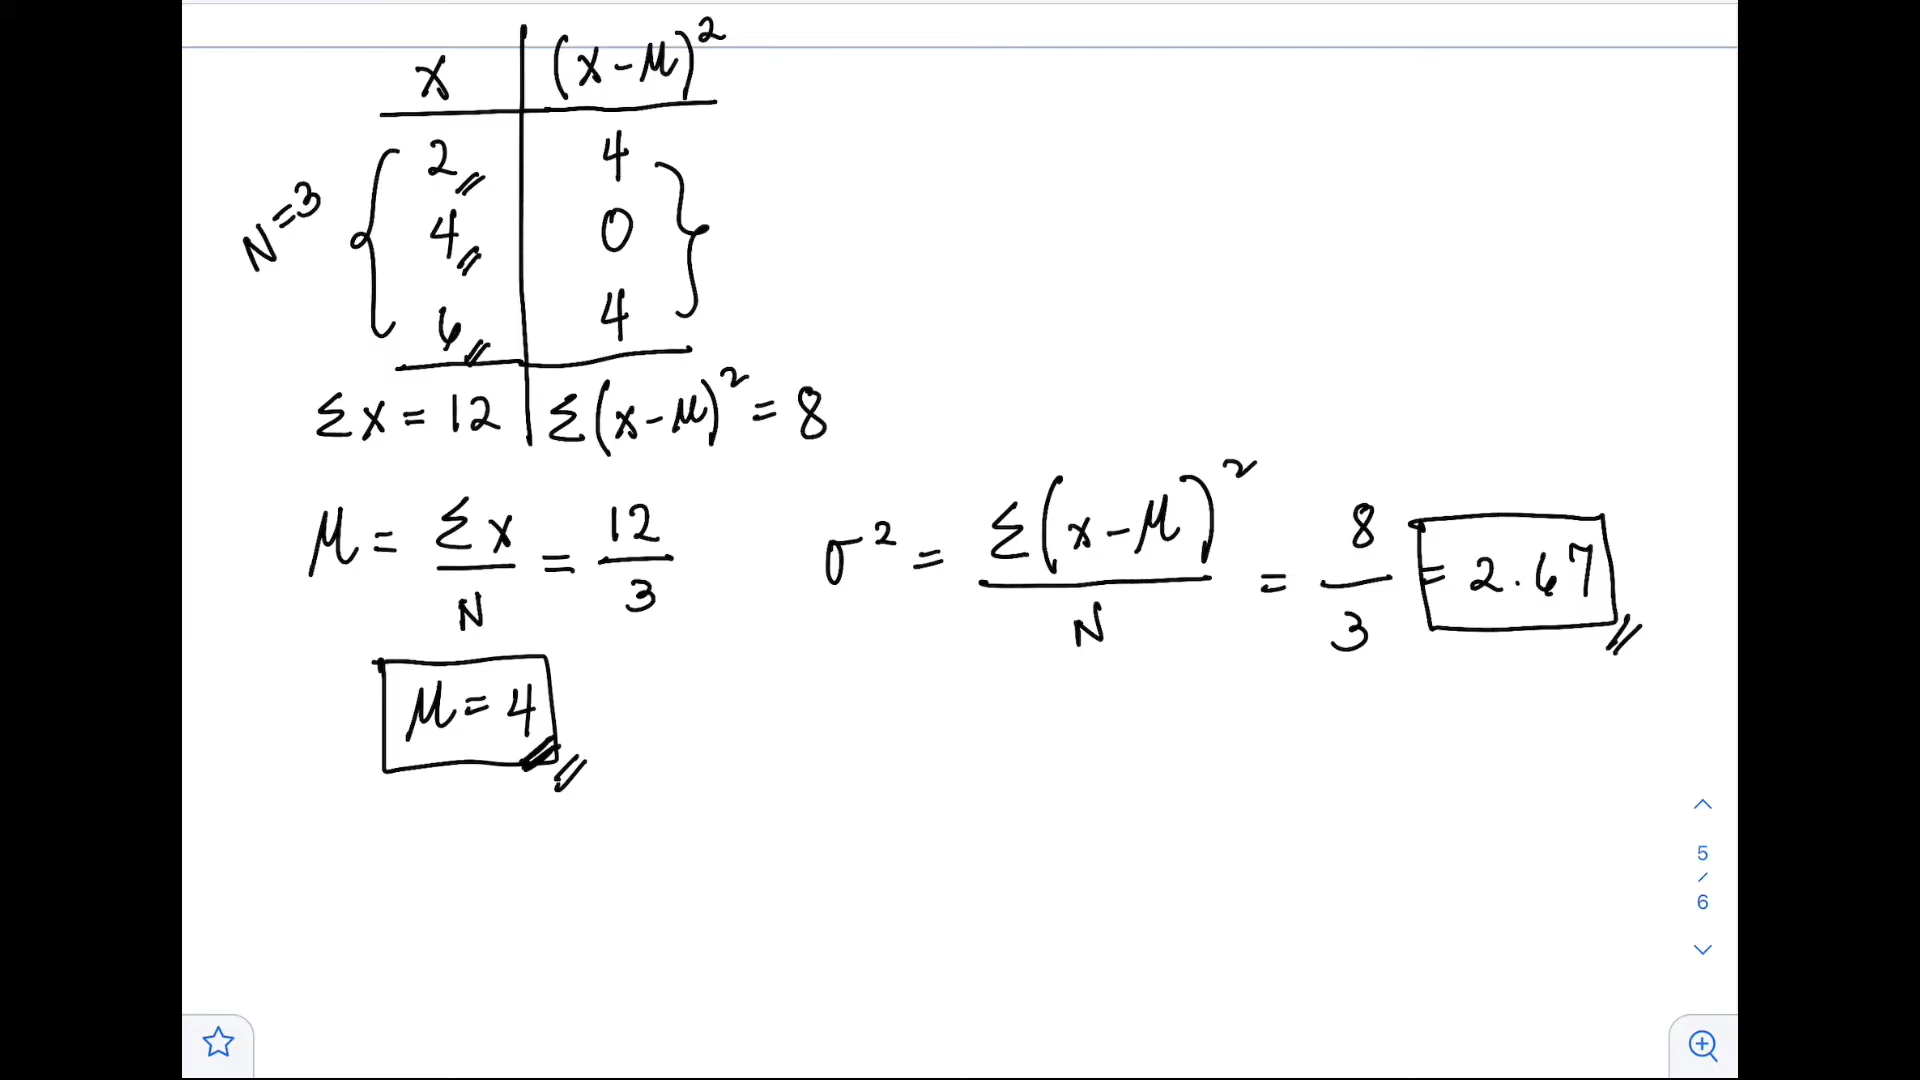 x | (x-μ)²
2 4
N=3 4 0
6 4
Σx = 12 | Σ(x-μ)² = 8
μ = Σx/N = 12/3 σ² = Σ(x-μ)²/N = 8/3 = 2.67
μ = 4
5
/
6